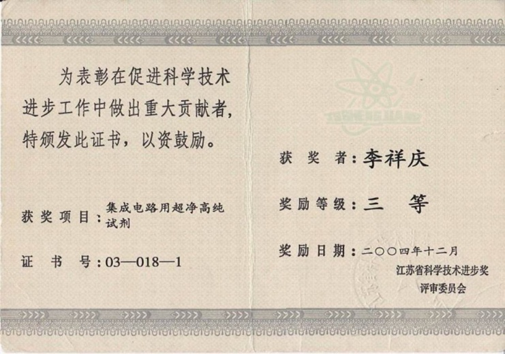 为表彰在促进科学技术
进步工作中做出重大贡献者,
特颁发此证书，以资鼓励。
获奖项目：集成电路用超净高纯
试剂
证书号：03—018—1
获奖者：李祥庆
奖励等级：三等
奖励日期：二〇〇四年十二月
江苏省科学技术进步奖
评审委员会